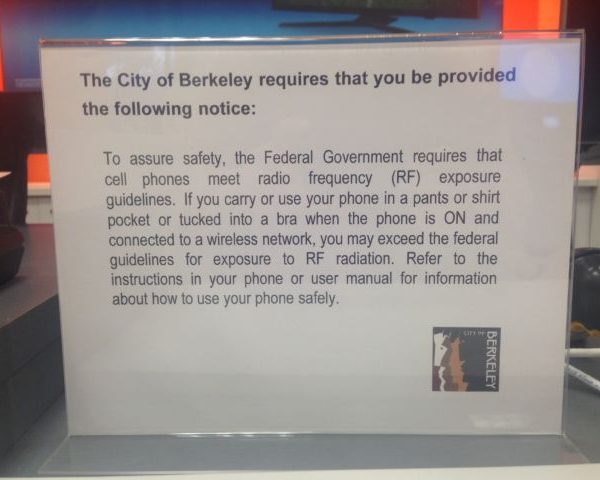 The City of Berkeley requires that you be provided
the following notice:
To assure safety, the Federal Government requires that
cell phones meet radio frequency (RF) exposure
guidelines. If you carry or use your phone in a pants or shirt
pocket or tucked into a bra when the phone is ON and
connected to a wireless network, you may exceed the federal
guidelines for exposure to RF radiation. Refer to the
instructions in your phone or user manual for information
about how to use your phone safely.
CITY OF
BERKELEY